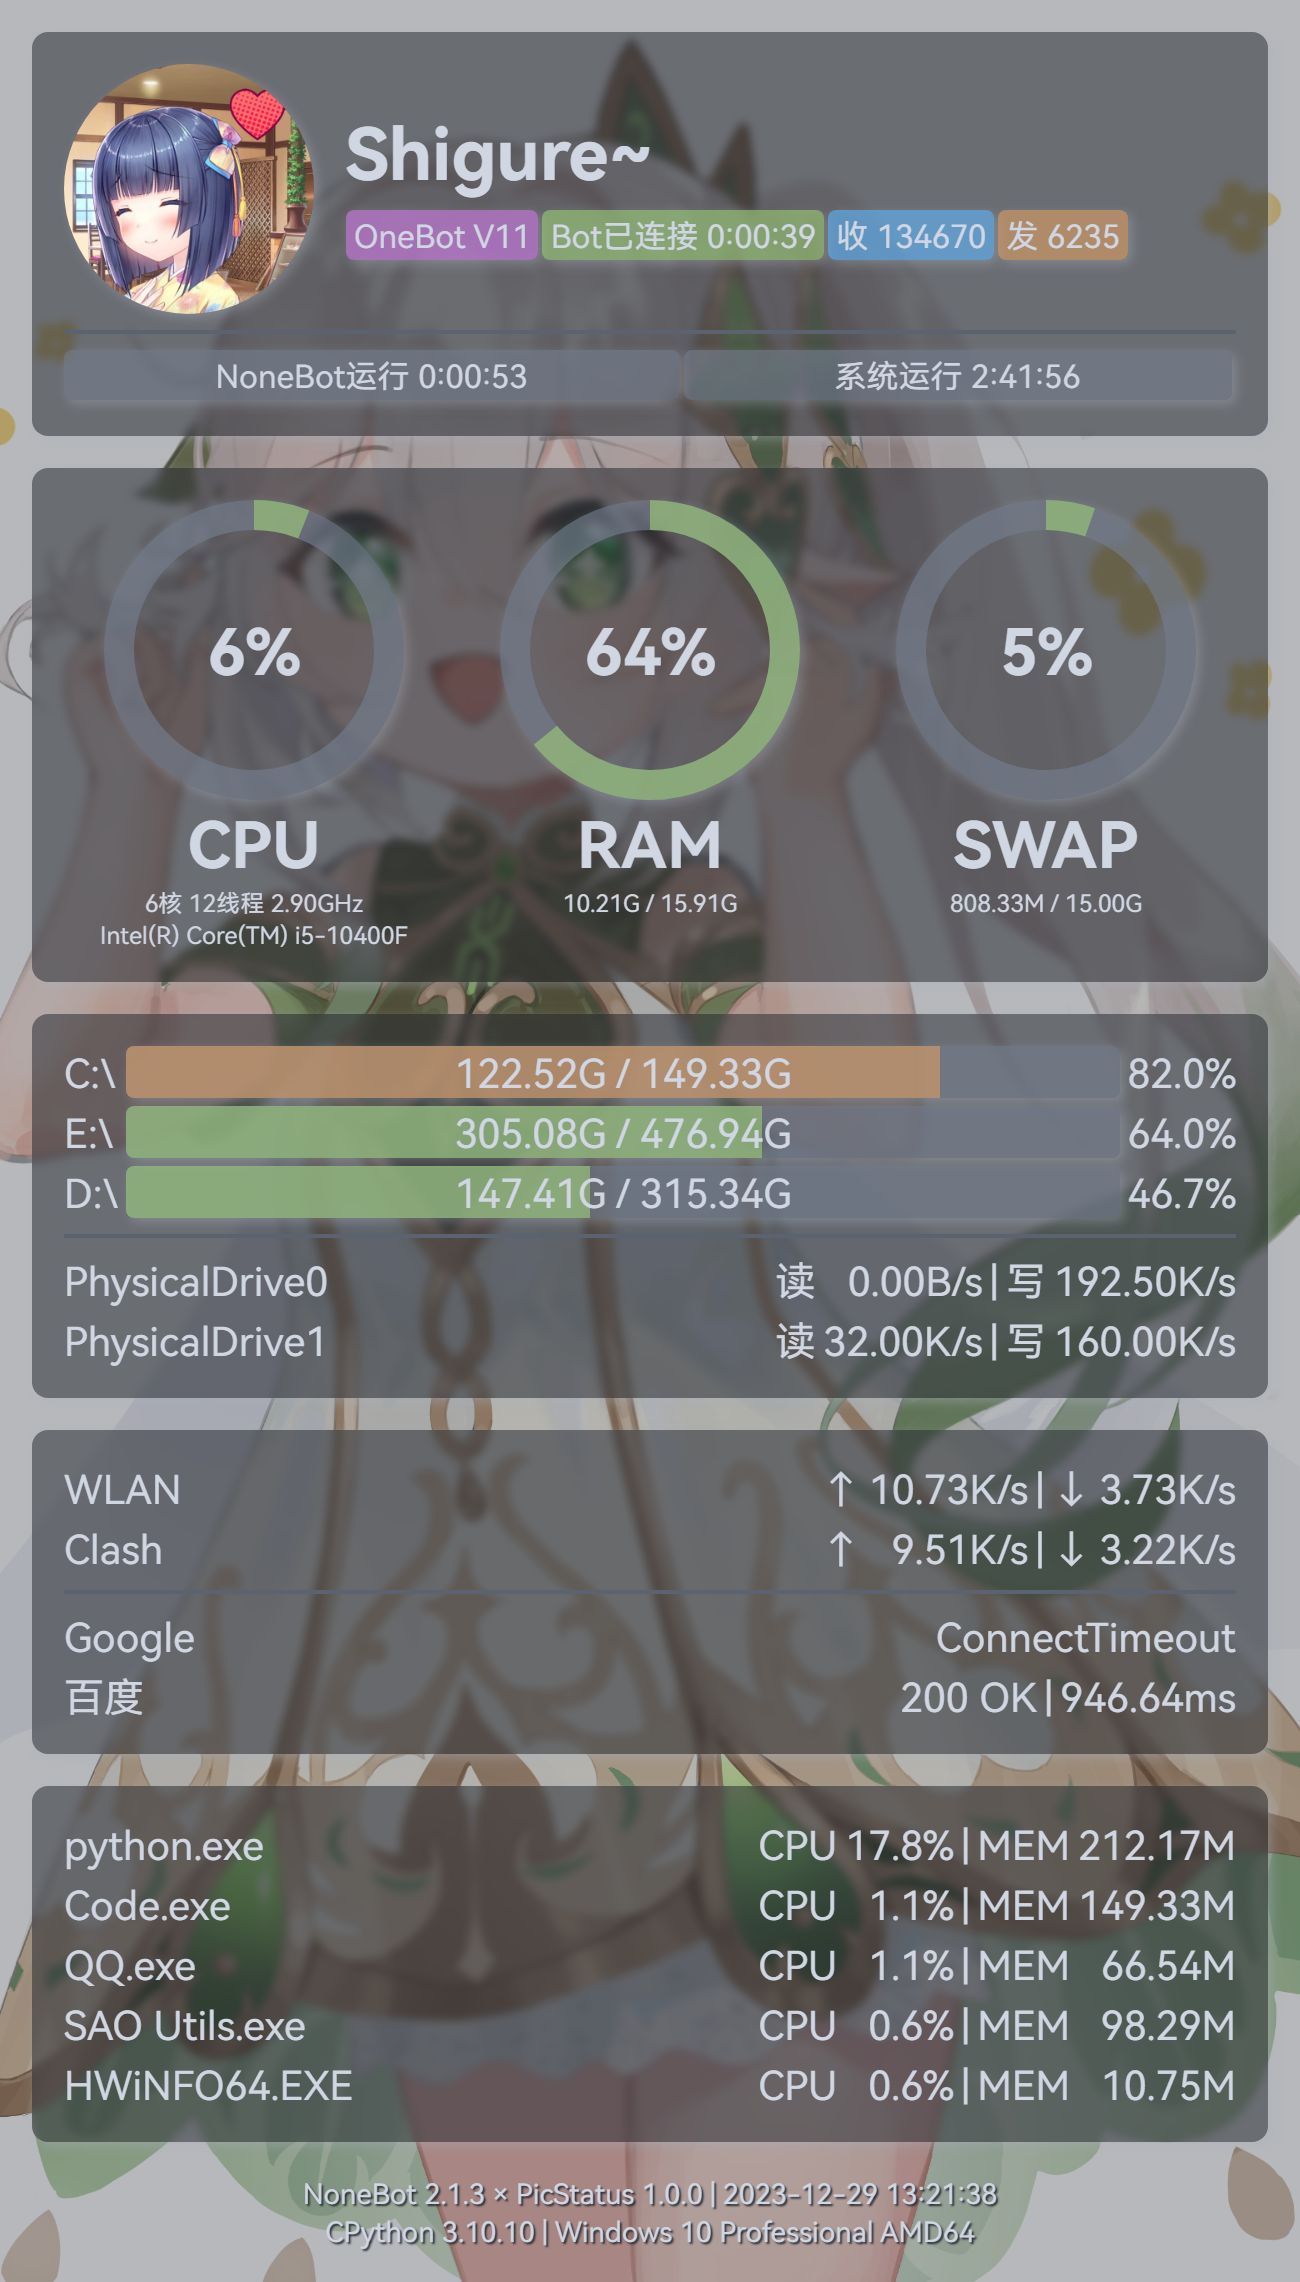 Shigure~
OneBot V11 Bot已连接 0:00:39 收 134670 发 6235
NoneBot运行 0:00:53 系统运行 2:41:56
6% 64% 5%
CPU RAM SWAP
6核 12线程 2.90GHz 10.21G / 15.91G 808.33M / 15.00G
Intel(R) Core(TM) i5-10400F
C:\ 122.52G / 149.33G 82.0%
E:\ 305.08G / 476.94G 64.0%
D:\ 147.41G / 315.34G 46.7%
PhysicalDrive0 读 0.00B/s | 写 192.50K/s
PhysicalDrive1 读 32.00K/s | 写 160.00K/s
WLAN ↑ 10.73K/s | ↓ 3.73K/s
Clash ↑ 9.51K/s | ↓ 3.22K/s
Google ConnectTimeout
百度 200 OK | 946.64ms
python.exe CPU 17.8% | MEM 212.17M
Code.exe CPU 1.1% | MEM 149.33M
QQ.exe CPU 1.1% | MEM 66.54M
SAO Utils.exe CPU 0.6% | MEM 98.29M
HWiNFO64.EXE CPU 0.6% | MEM 10.75M
NoneBot 2.1.3 × PicStatus 1.0.0 | 2023-12-29 13:21:38
CPython 3.10.10 | Windows 10 Professional AMD64